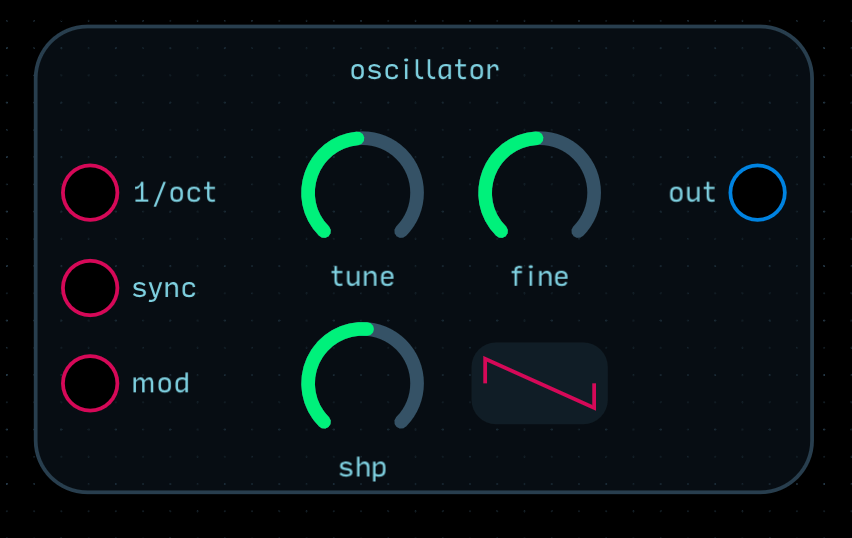 oscillator
1/oct
out
sync
tune
fine
mod
shp